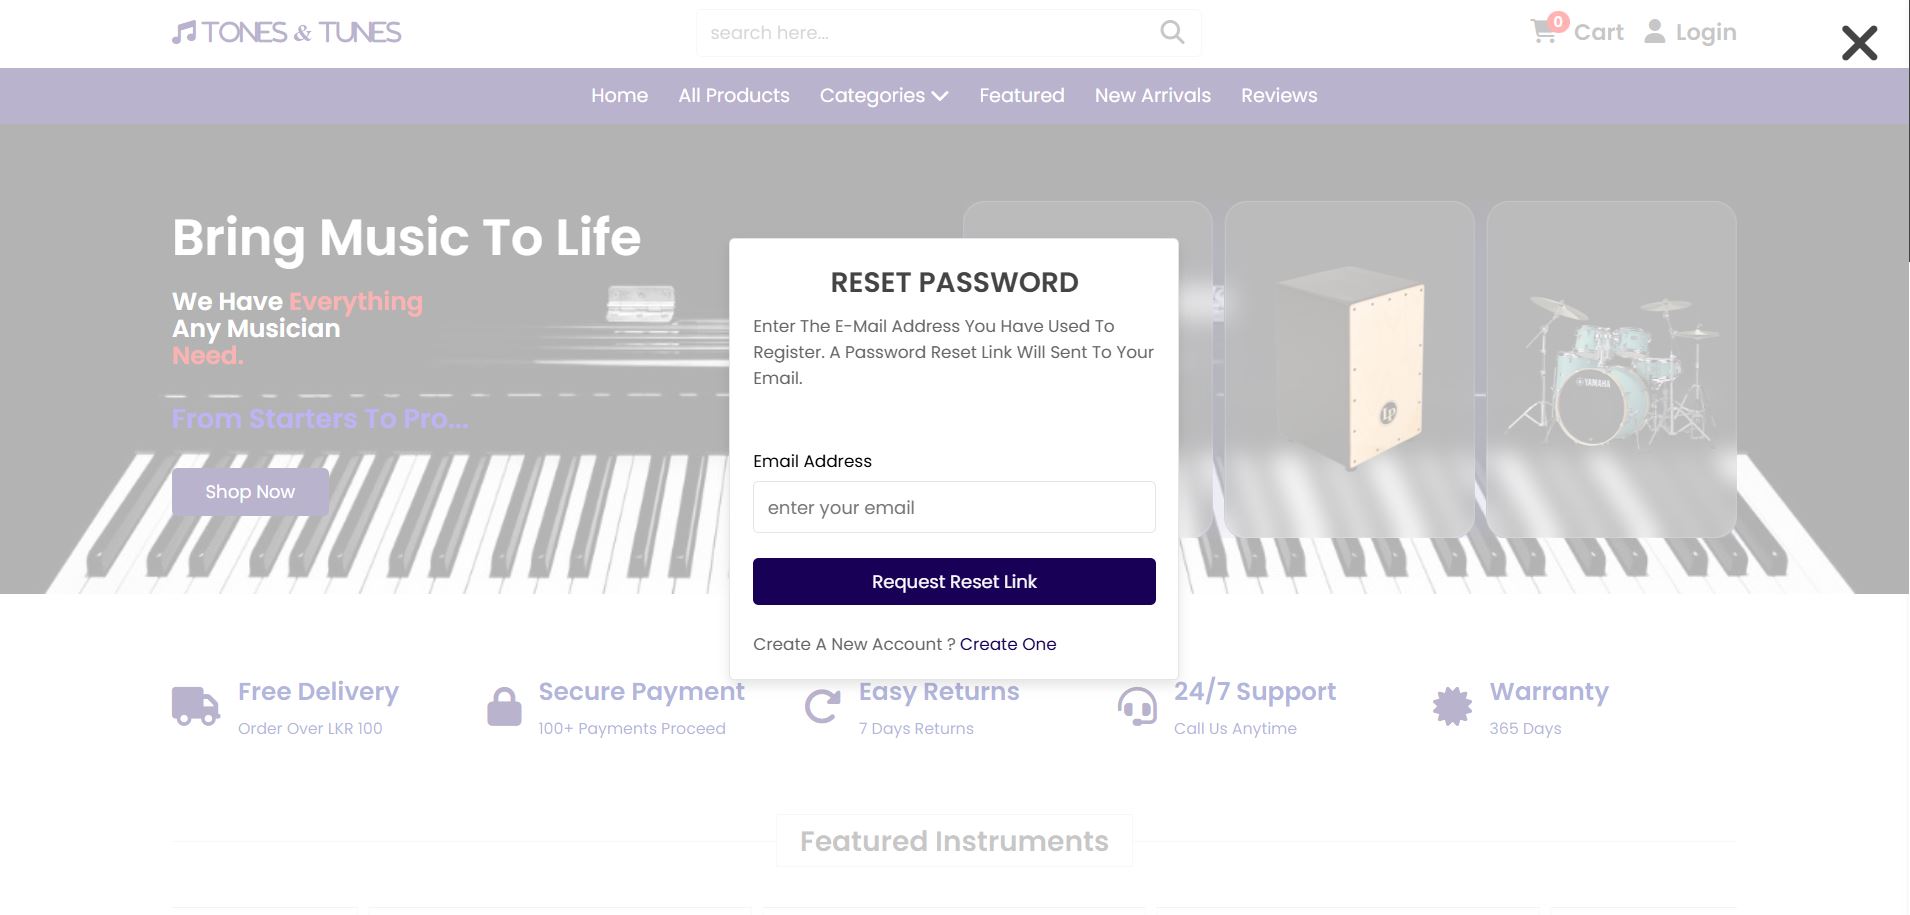 TONES & TUNES
search here...
0
Cart
Login
Home
All Products
Categories
Featured
New Arrivals
Reviews
Bring Music To Life
We Have Everything
Any Musician
Need.
From Starters To Pro...
Shop Now
LP
YAMAHA
RESET PASSWORD
Enter The E-Mail Address You Have Used To
Register. A Password Reset Link Will Sent To Your
Email.
Email Address
enter your email
Request Reset Link
Create A New Account ? Create One
Free Delivery
Order Over LKR 100
Secure Payment
100+ Payments Proceed
Easy Returns
7 Days Returns
24/7 Support
Call Us Anytime
Warranty
365 Days
Featured Instruments